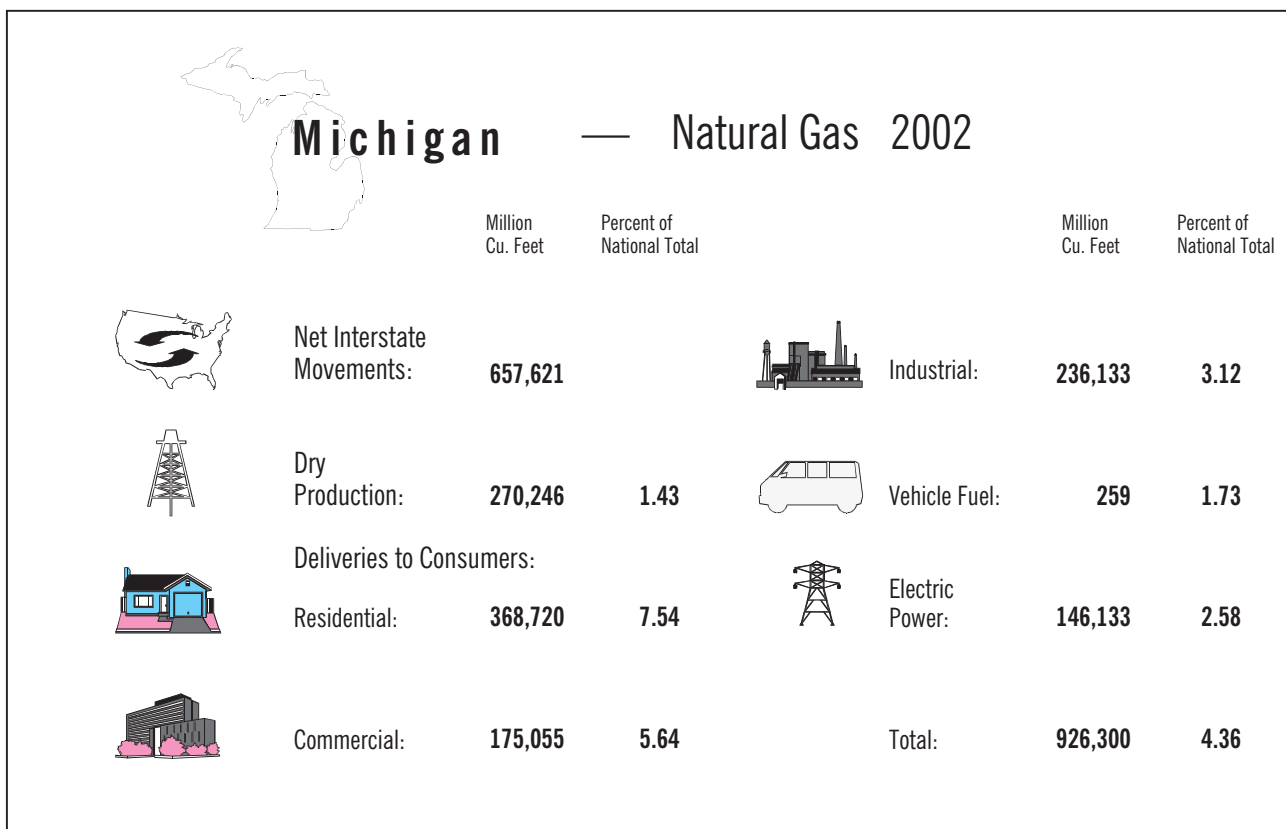 Michigan — Natural Gas 2002
Million
Cu. Feet
Percent of
National Total
Million
Cu. Feet
Percent of
National Total
Net Interstate
Movements: 657,621
Industrial: 236,133 3.12
Dry
Production: 270,246 1.43
Vehicle Fuel: 259 1.73
Deliveries to Consumers:
Residential: 368,720 7.54
Electric
Power: 146,133 2.58
Commercial: 175,055 5.64
Total: 926,300 4.36